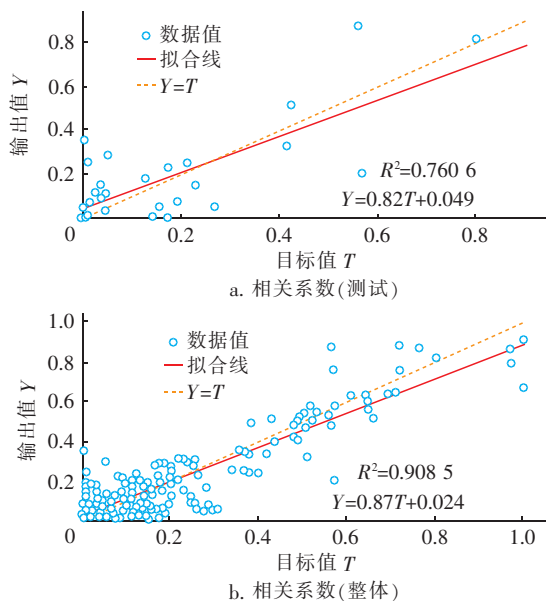 数据值
拟合线
Y=T
输出值 Y
0.8
0.6
0.4
0.2
0
R²=0.760 6
Y=0.82T+0.049
0.2
0.4
0.6
0.8
目标值 T
a. 相关系数(测试)
1.0
数据值
拟合线
Y=T
输出值 Y
0.8
0.6
0.4
0.2
0
R²=0.908 5
Y=0.87T+0.024
0.2
0.4
0.6
0.8
1.0
目标值 T
b. 相关系数(整体)